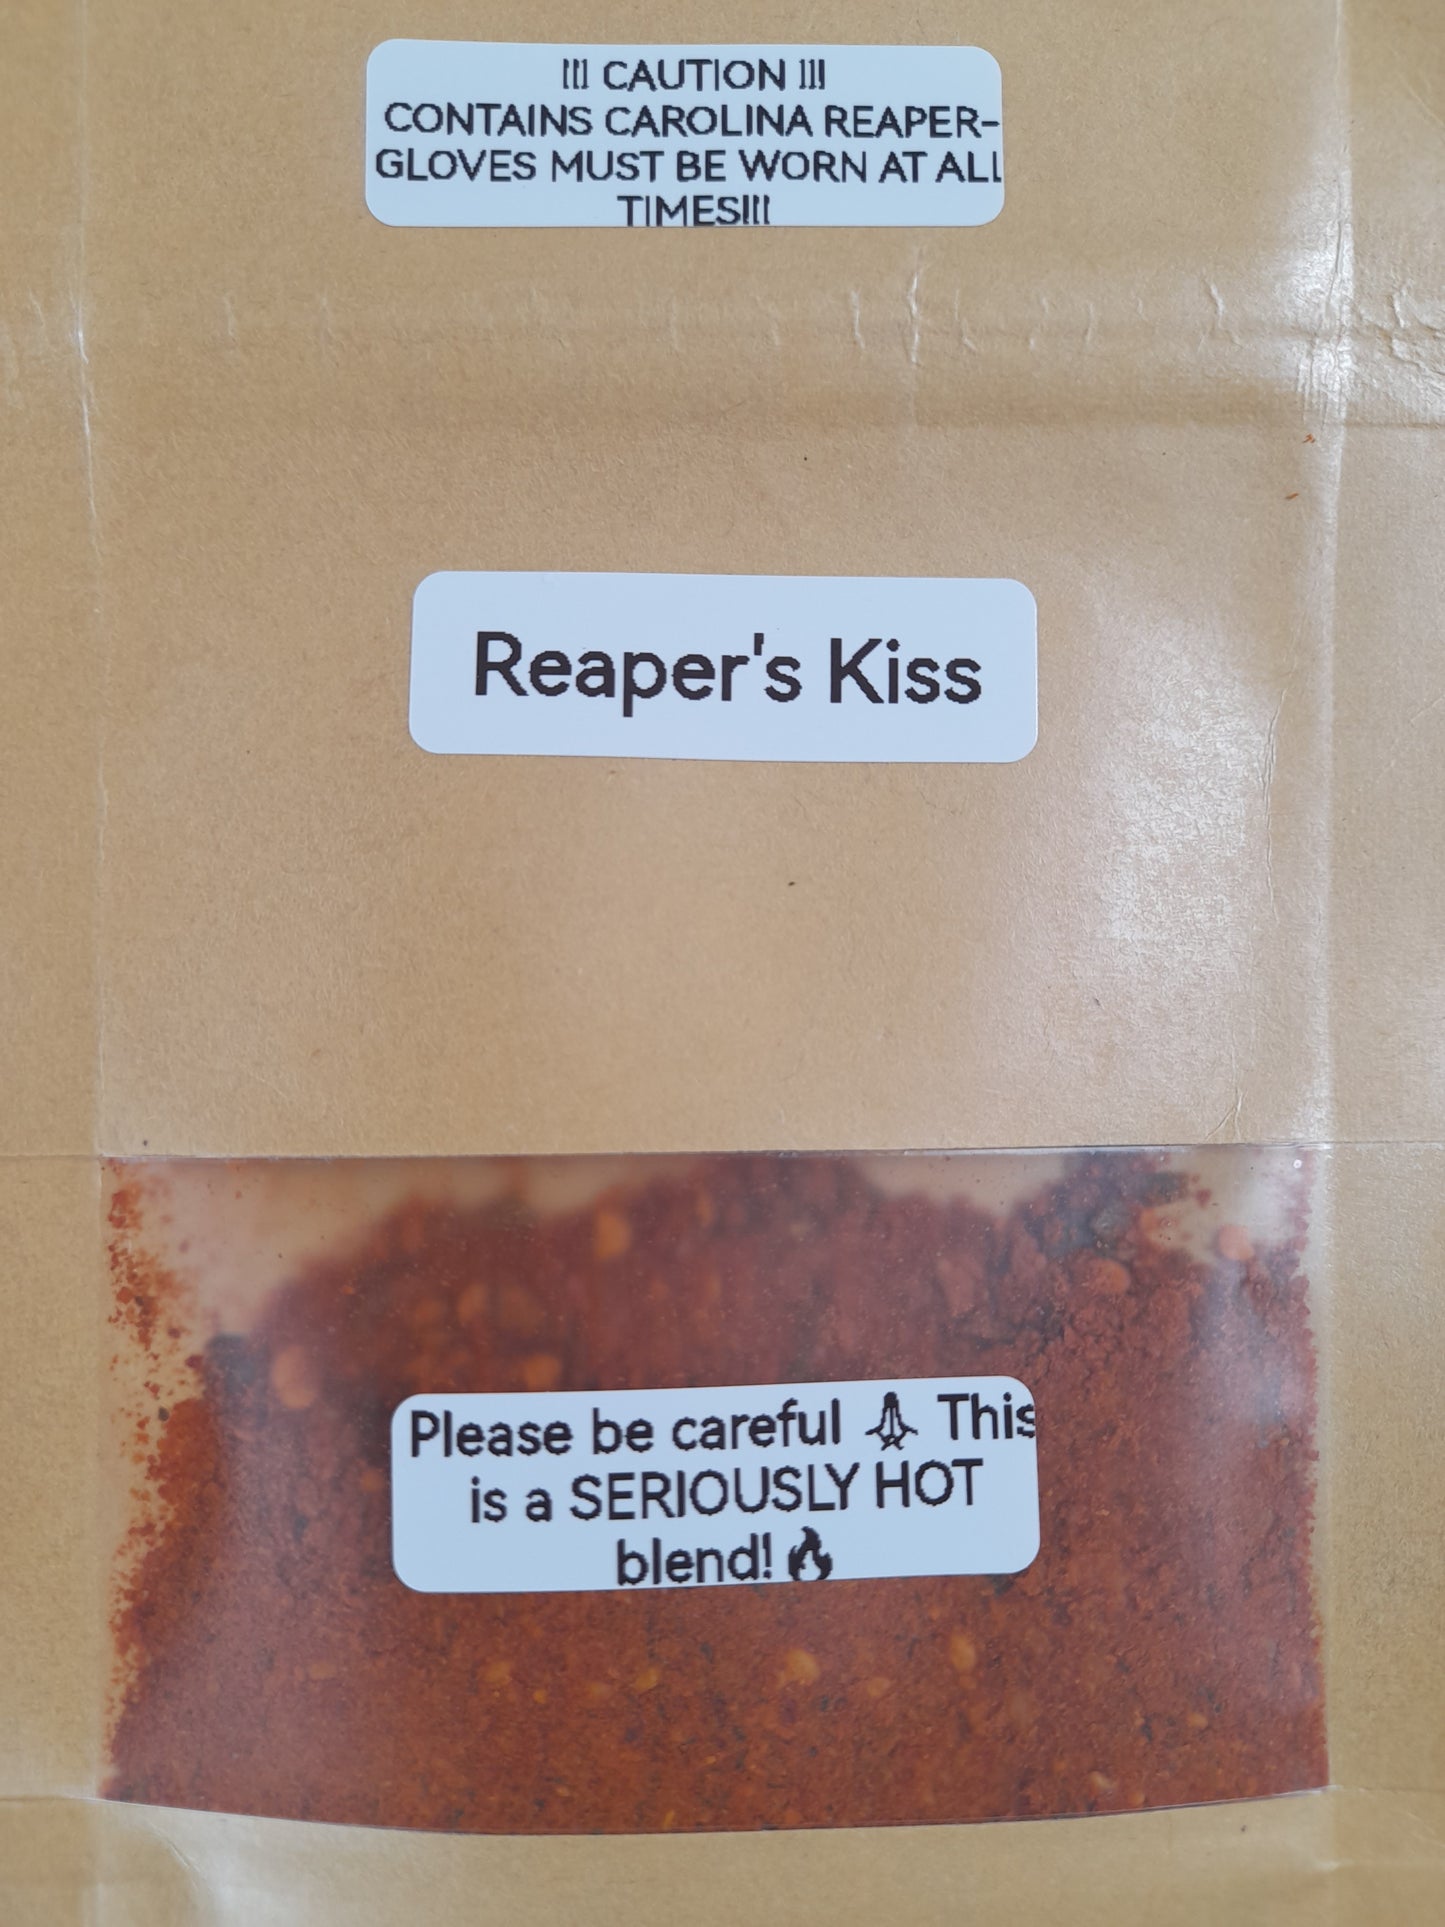 !!! CAUTION !!!
CONTAINS CAROLINA REAPER-
GLOVES MUST BE WORN AT ALL
TIMES!!!
Reaper's Kiss
Please be careful 🙏 This
is a SERIOUSLY HOT
blend! 🔥